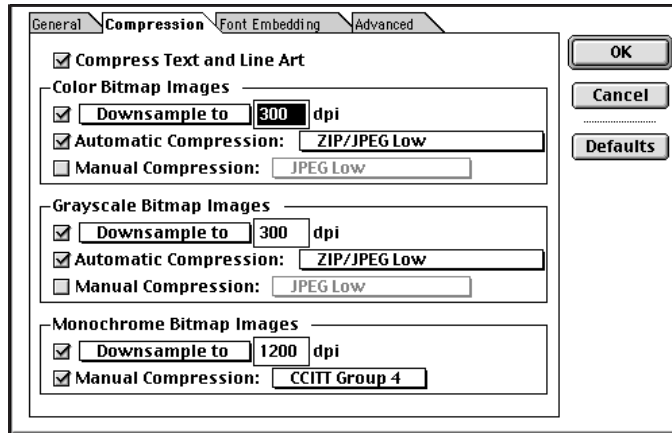 General Compression Font Embedding Advanced
Compress Text and Line Art
Color Bitmap Images
Downsample to 300 dpi
Automatic Compression: ZIP/JPEG Low
Manual Compression: JPEG Low
Grayscale Bitmap Images
Downsample to 300 dpi
Automatic Compression: ZIP/JPEG Low
Manual Compression: JPEG Low
Monochrome Bitmap Images
Downsample to 1200 dpi
Manual Compression: CCITT Group 4
OK
Cancel
Defaults